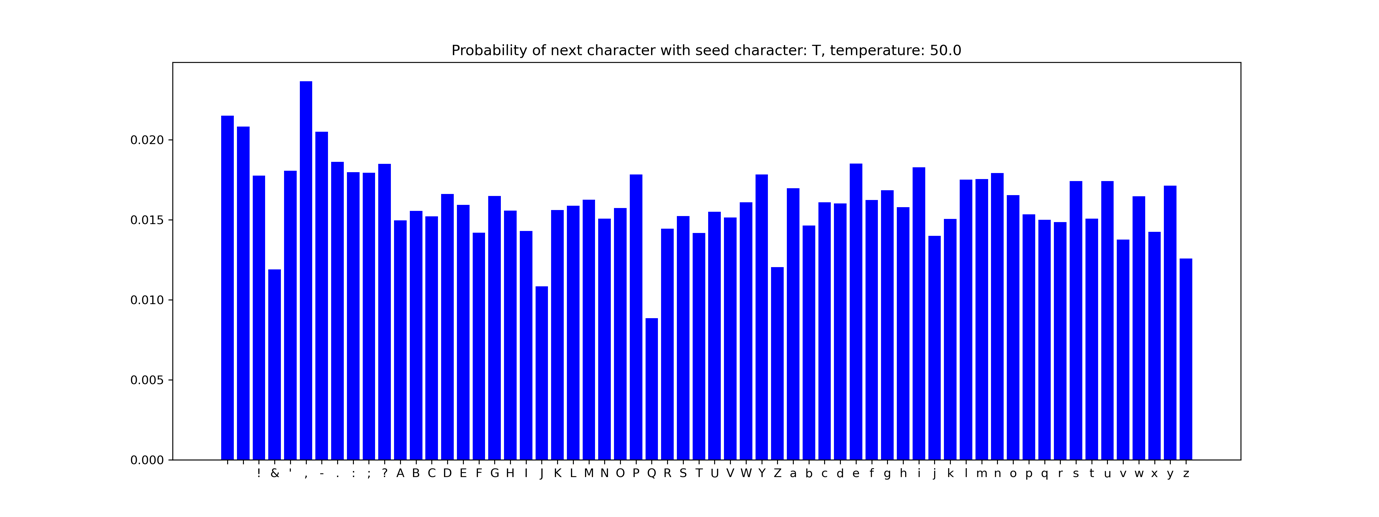 Probability of next character with seed character: T, temperature: 50.0
0.020
0.015
0.010
0.005
0.000
! & ' , - . : ; ? A B C D E F G H I J K L M N O P Q R S T U V W Y Z a b c d e f g h i j k l m n o p q r s t u v w x y z